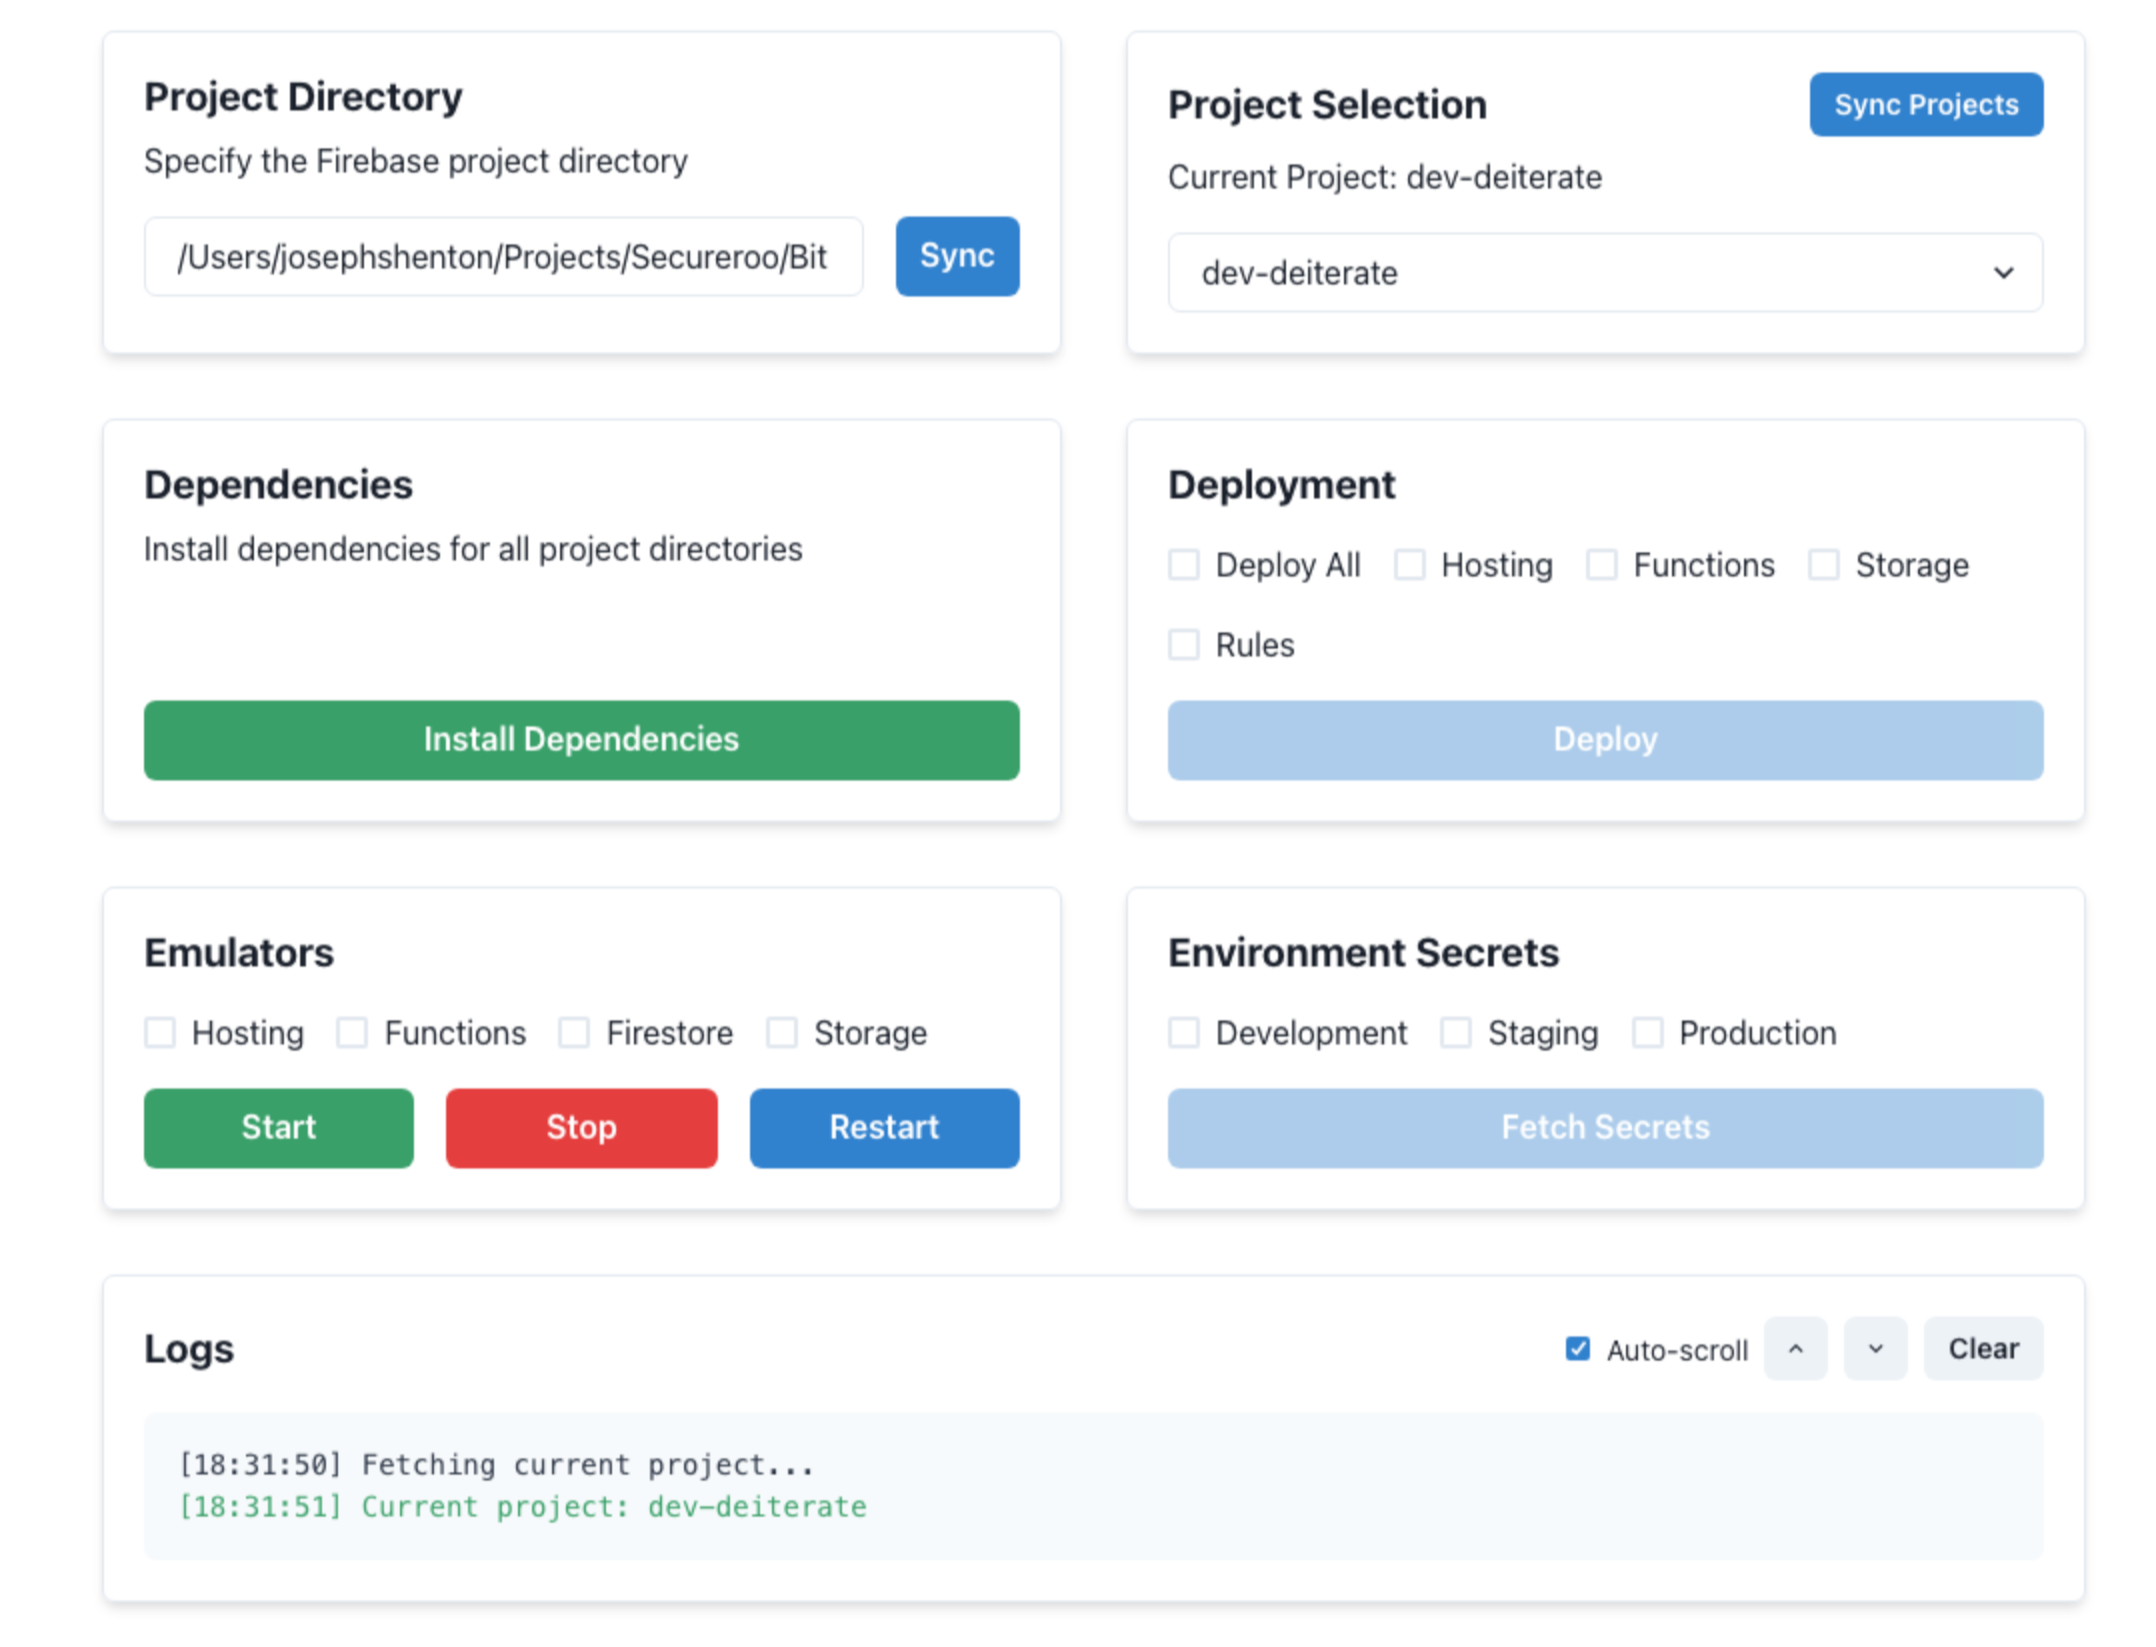 Project Directory
Specify the Firebase project directory
/Users/josephshenton/Projects/Secureroo/Bit
Sync
Project Selection
Sync Projects
Current Project: dev-deiterate
dev-deiterate
Dependencies
Install dependencies for all project directories
Install Dependencies
Deployment
Deploy All Hosting Functions Storage
Rules
Deploy
Emulators
Hosting Functions Firestore Storage
Start Stop Restart
Environment Secrets
Development Staging Production
Fetch Secrets
Logs
Auto-scroll Clear
[18:31:50] Fetching current project...
[18:31:51] Current project: dev-deiterate